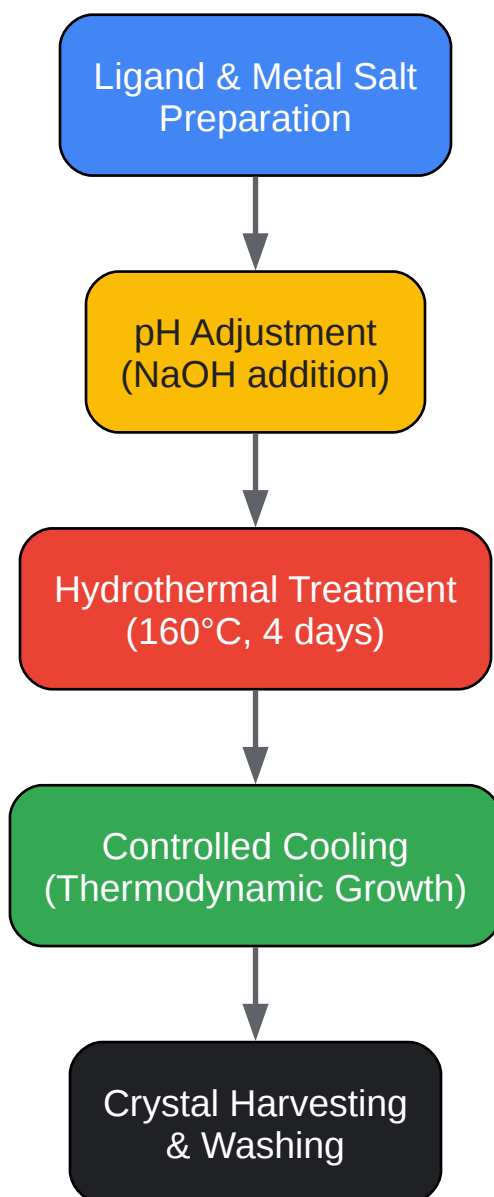 Ligand & Metal Salt
Preparation
pH Adjustment
(NaOH addition)
Hydrothermal Treatment
(160°C, 4 days)
Controlled Cooling
(Thermodynamic Growth)
Crystal Harvesting
& Washing